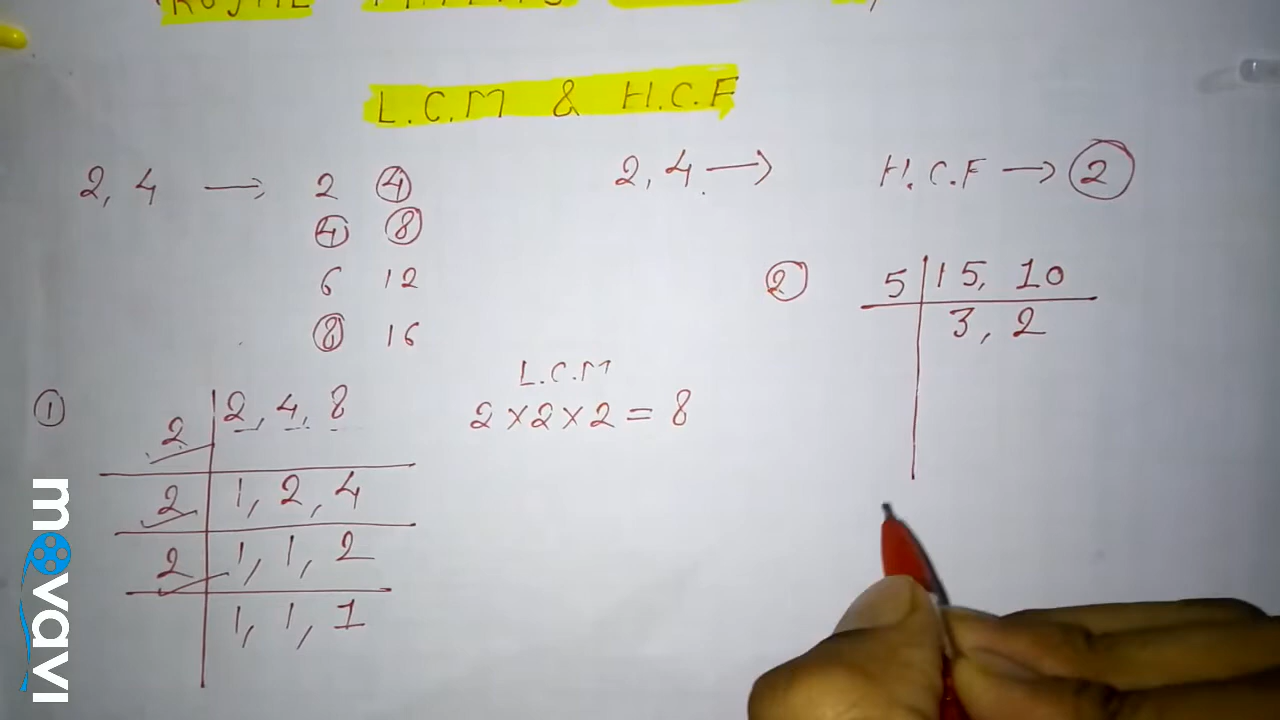 L.C.M & H.C.F
2, 4 → 2 4
4 8
6 12
8 16
2, 4. → H.C.F → 2
1
2 2, 4, 8
2 1, 2, 4
2 1, 1, 2
1, 1, 1
L.C.M
2×2×2 = 8
2
5 15, 10
3, 2
movavi